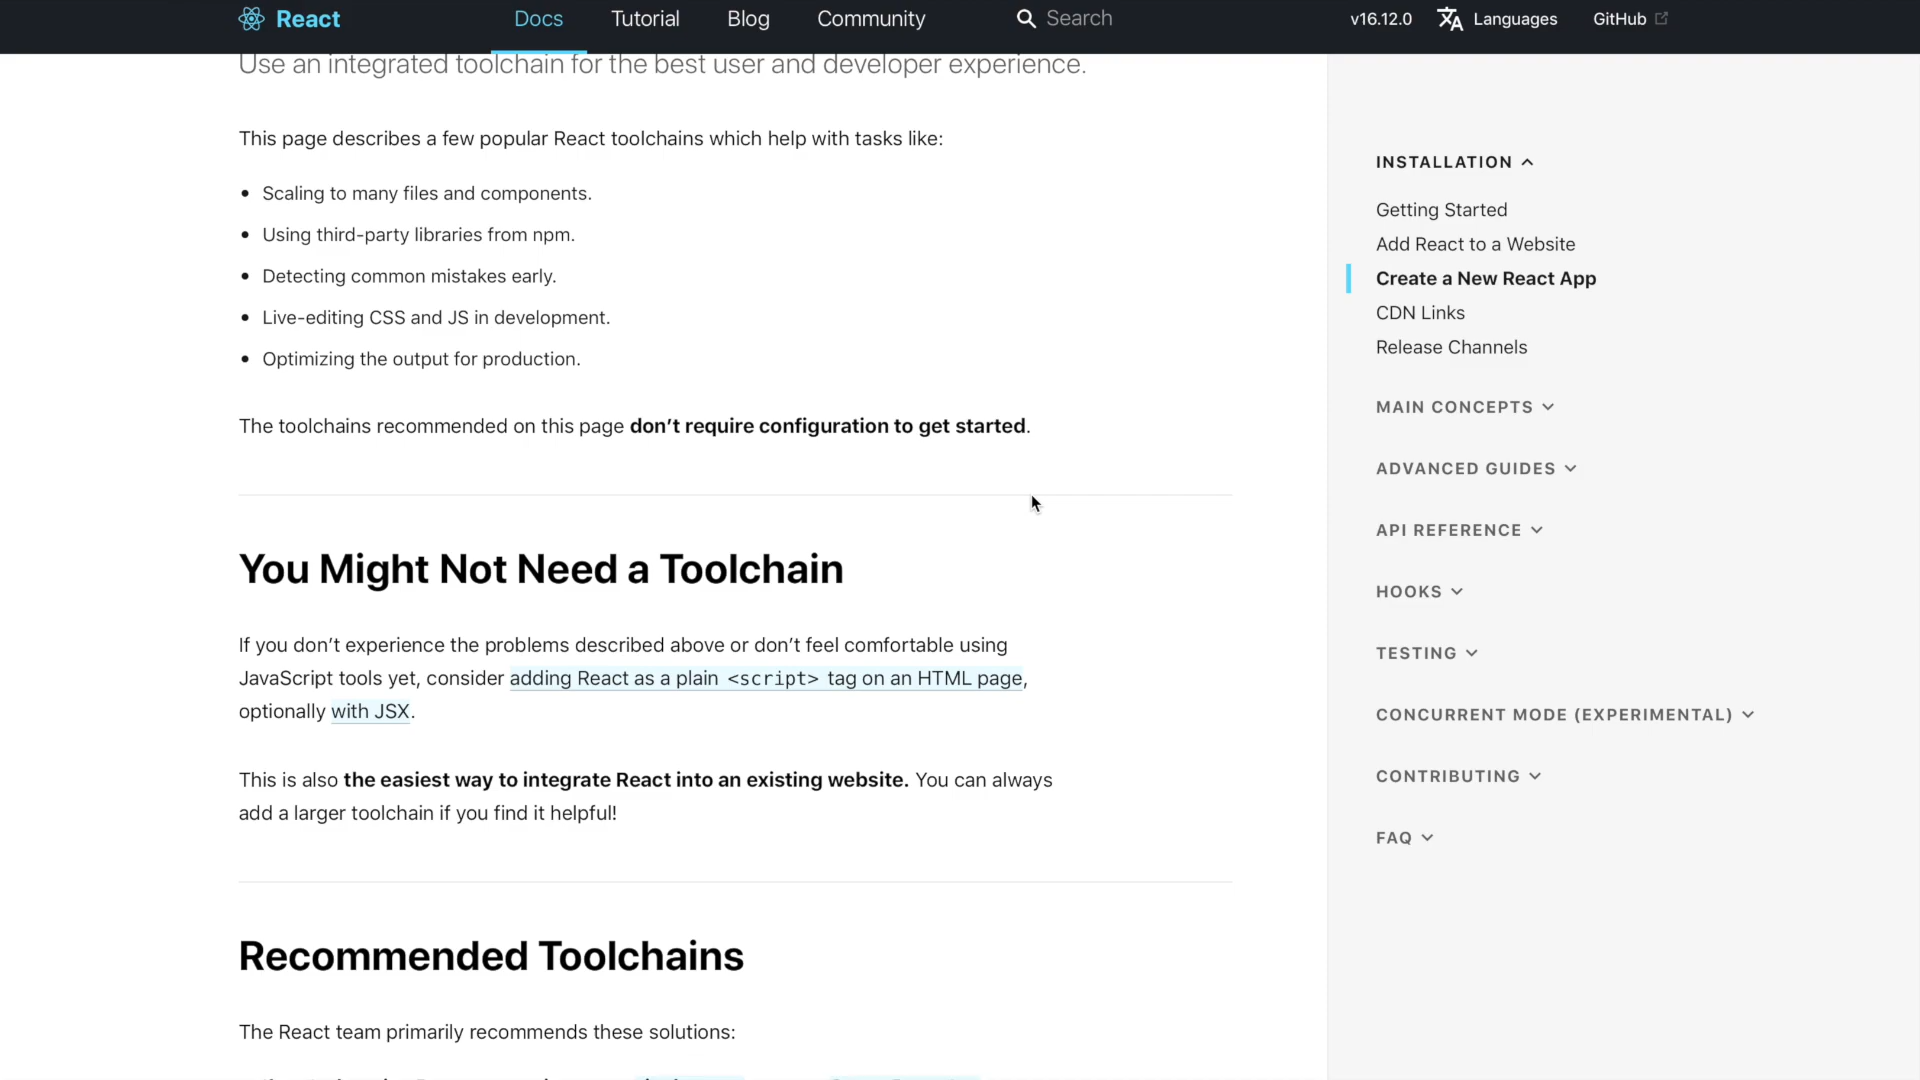 React
Docs
Tutorial
Blog
Community
Search
v16.12.0
Languages
GitHub
Use an integrated toolchain for the best user and developer experience.
This page describes a few popular React toolchains which help with tasks like:
• Scaling to many files and components.
• Using third-party libraries from npm.
• Detecting common mistakes early.
• Live-editing CSS and JS in development.
• Optimizing the output for production.
The toolchains recommended on this page don’t require configuration to get started.
You Might Not Need a Toolchain
If you don’t experience the problems described above or don’t feel comfortable using
JavaScript tools yet, consider adding React as a plain <script> tag on an HTML page,
optionally with JSX.
This is also the easiest way to integrate React into an existing website. You can always
add a larger toolchain if you find it helpful!
Recommended Toolchains
The React team primarily recommends these solutions:
INSTALLATION
Getting Started
Add React to a Website
Create a New React App
CDN Links
Release Channels
MAIN CONCEPTS
ADVANCED GUIDES
API REFERENCE
HOOKS
TESTING
CONCURRENT MODE (EXPERIMENTAL)
CONTRIBUTING
FAQ